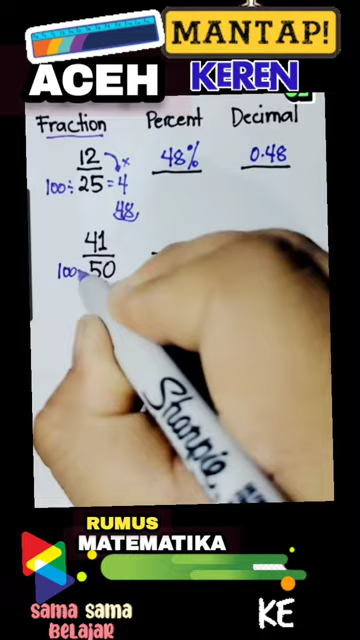 MANTAP!
ACEH KEREN
Fraction Percent Decimal
12 × 48% 0.48
100÷ 25 = 4
48
41
100÷ 50
Sharpie
RUMUS
MATEMATIKA
SAMA SAMA
BELAJAR
KE